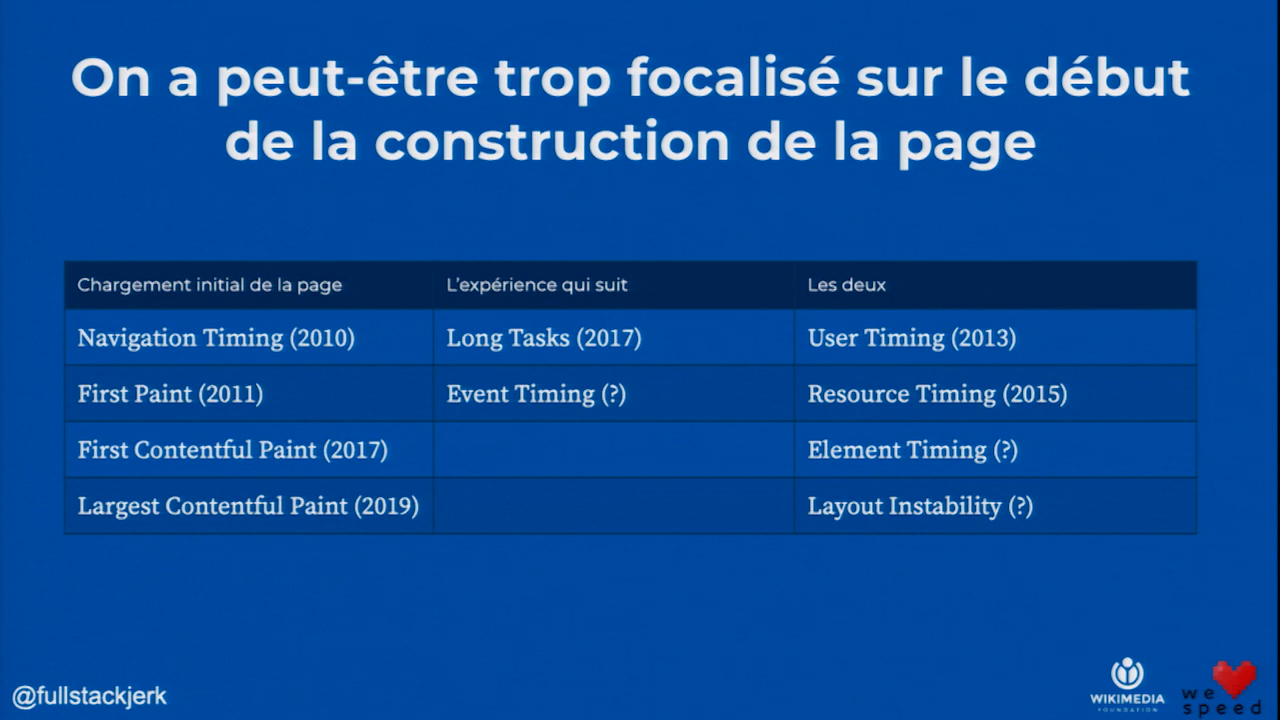 On a peut-être trop focalisé sur le début
de la construction de la page
Chargement initial de la page
L'expérience qui suit
Les deux
Navigation Timing (2010)
Long Tasks (2017)
User Timing (2013)
First Paint (2011)
Event Timing (?)
Resource Timing (2015)
First Contentful Paint (2017)
Element Timing (?)
Largest Contentful Paint (2019)
Layout Instability (?)
@fullstackjerk
WIKIMEDIA
FOUNDATION
we
speed